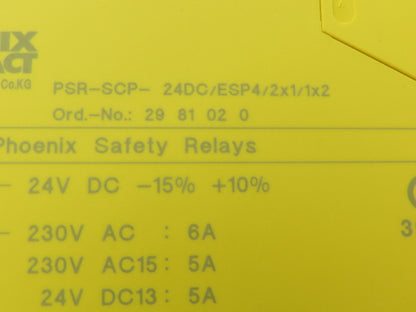 IX
ACT
Co.KG
PSR-SCP- 24DC/ESP4/2x1/1x2
Ord.-No.: 29 81 02 0
Phoenix Safety Relays
- 24V DC -15% +10%
- 230V AC : 6A
230V AC15: 5A
24V DC13: 5A